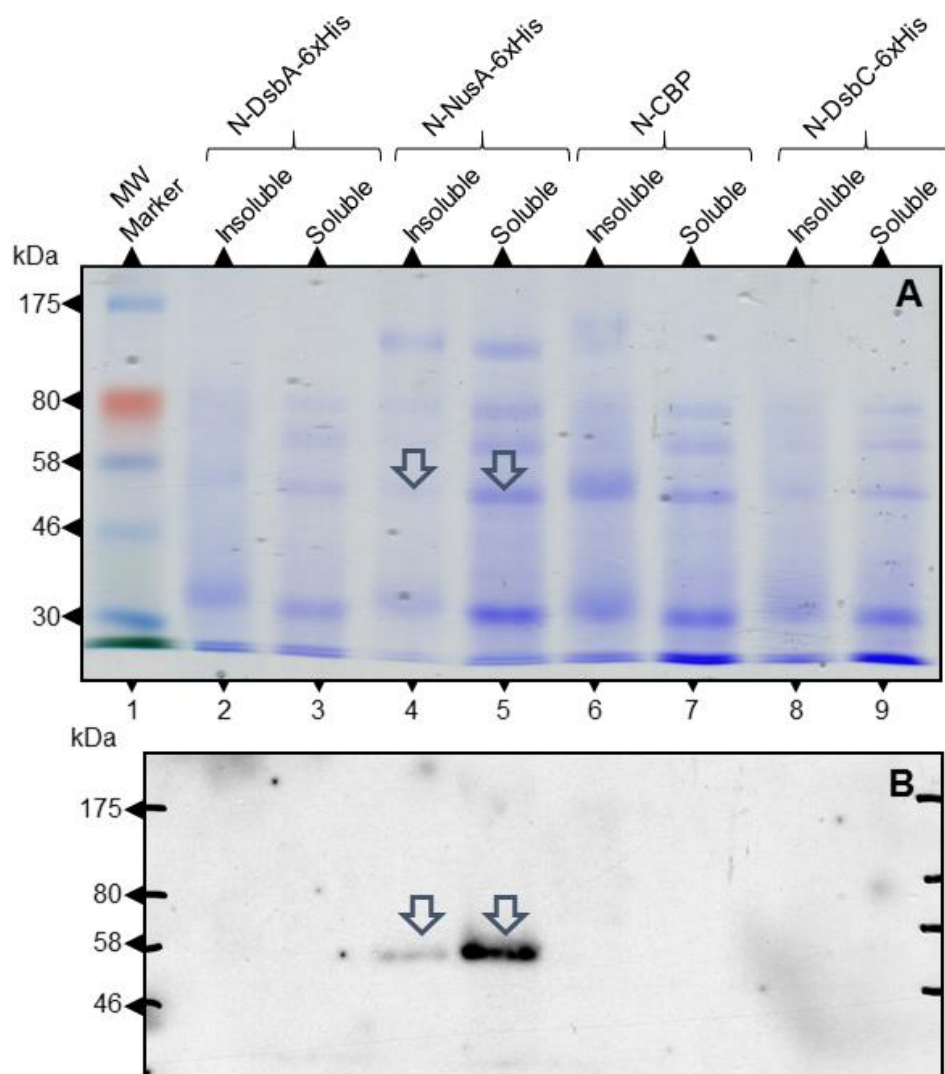 N-DsbA-6xHis
N-NusA-6xHis
N-CBP
N-DsbC-6xHis
MW
Marker
Insoluble
Soluble
Insoluble
Soluble
Insoluble
Soluble
Insoluble
Soluble
kDa
A
175
80
58
46
30
1 2 3 4 5 6 7 8 9
kDa
B
175
80
58
46